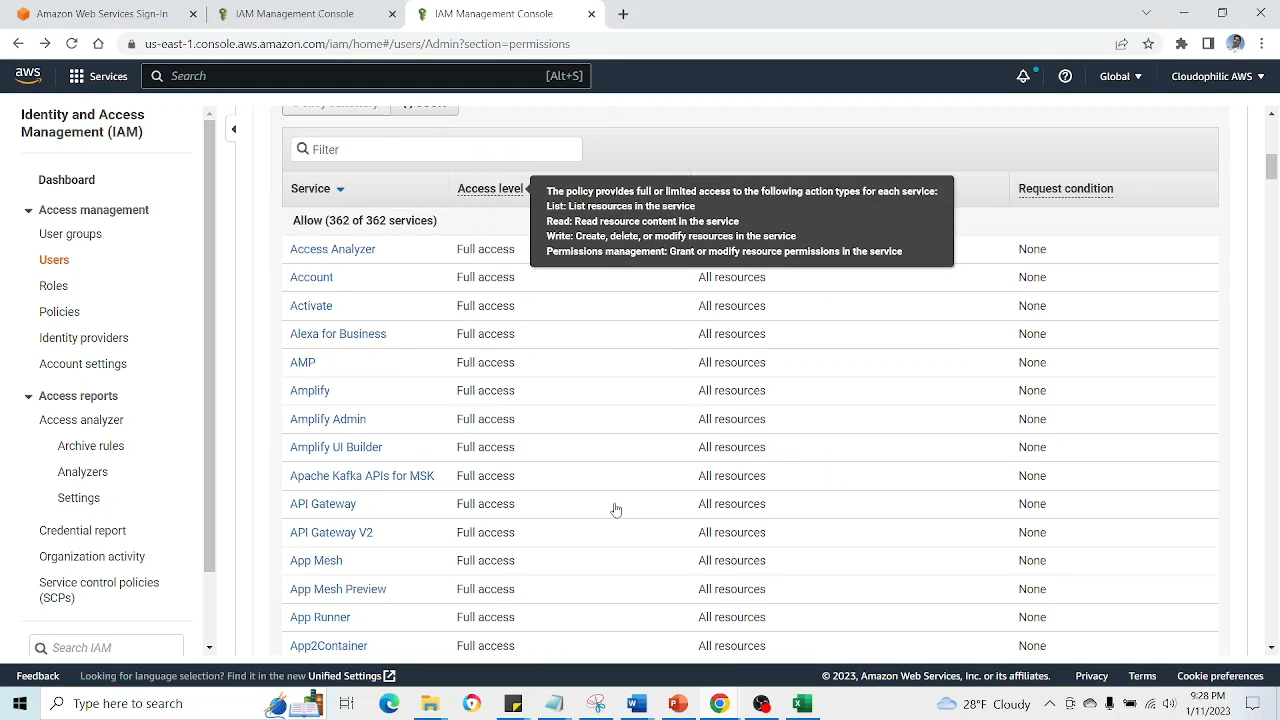 Amazon Web Services Sign-In
IAM Management Console
IAM Management Console
us-east-1.console.aws.amazon.com/iam/home#/users/Admin?section=permissions
aws
Services
Search
[Alt+S]
Global
Cloudophilic AWS
Identity and Access
Management (IAM)
Dashboard
Access management
User groups
Users
Roles
Policies
Identity providers
Account settings
Access reports
Access analyzer
Archive rules
Analyzers
Settings
Credential report
Organization activity
Service control policies
(SCPs)
Search IAM
Filter
Service
Access level
Request condition
The policy provides full or limited access to the following action types for each service:
List: List resources in the service
Read: Read resource content in the service
Write: Create, delete, or modify resources in the service
Permissions management: Grant or modify resource permissions in the service
Allow (362 of 362 services)
Access Analyzer Full access None
Account Full access All resources None
Activate Full access All resources None
Alexa for Business Full access All resources None
AMP Full access All resources None
Amplify Full access All resources None
Amplify Admin Full access All resources None
Amplify UI Builder Full access All resources None
Apache Kafka APIs for MSK Full access All resources None
API Gateway Full access All resources None
API Gateway V2 Full access All resources None
App Mesh Full access All resources None
App Mesh Preview Full access All resources None
App Runner Full access All resources None
App2Container Full access All resources None
Feedback
Looking for language selection? Find it in the new Unified Settings
© 2023, Amazon Web Services, Inc. or its affiliates.
Privacy
Terms
Cookie preferences
Type here to search
28°F Cloudy
9:28 PM
1/11/2023